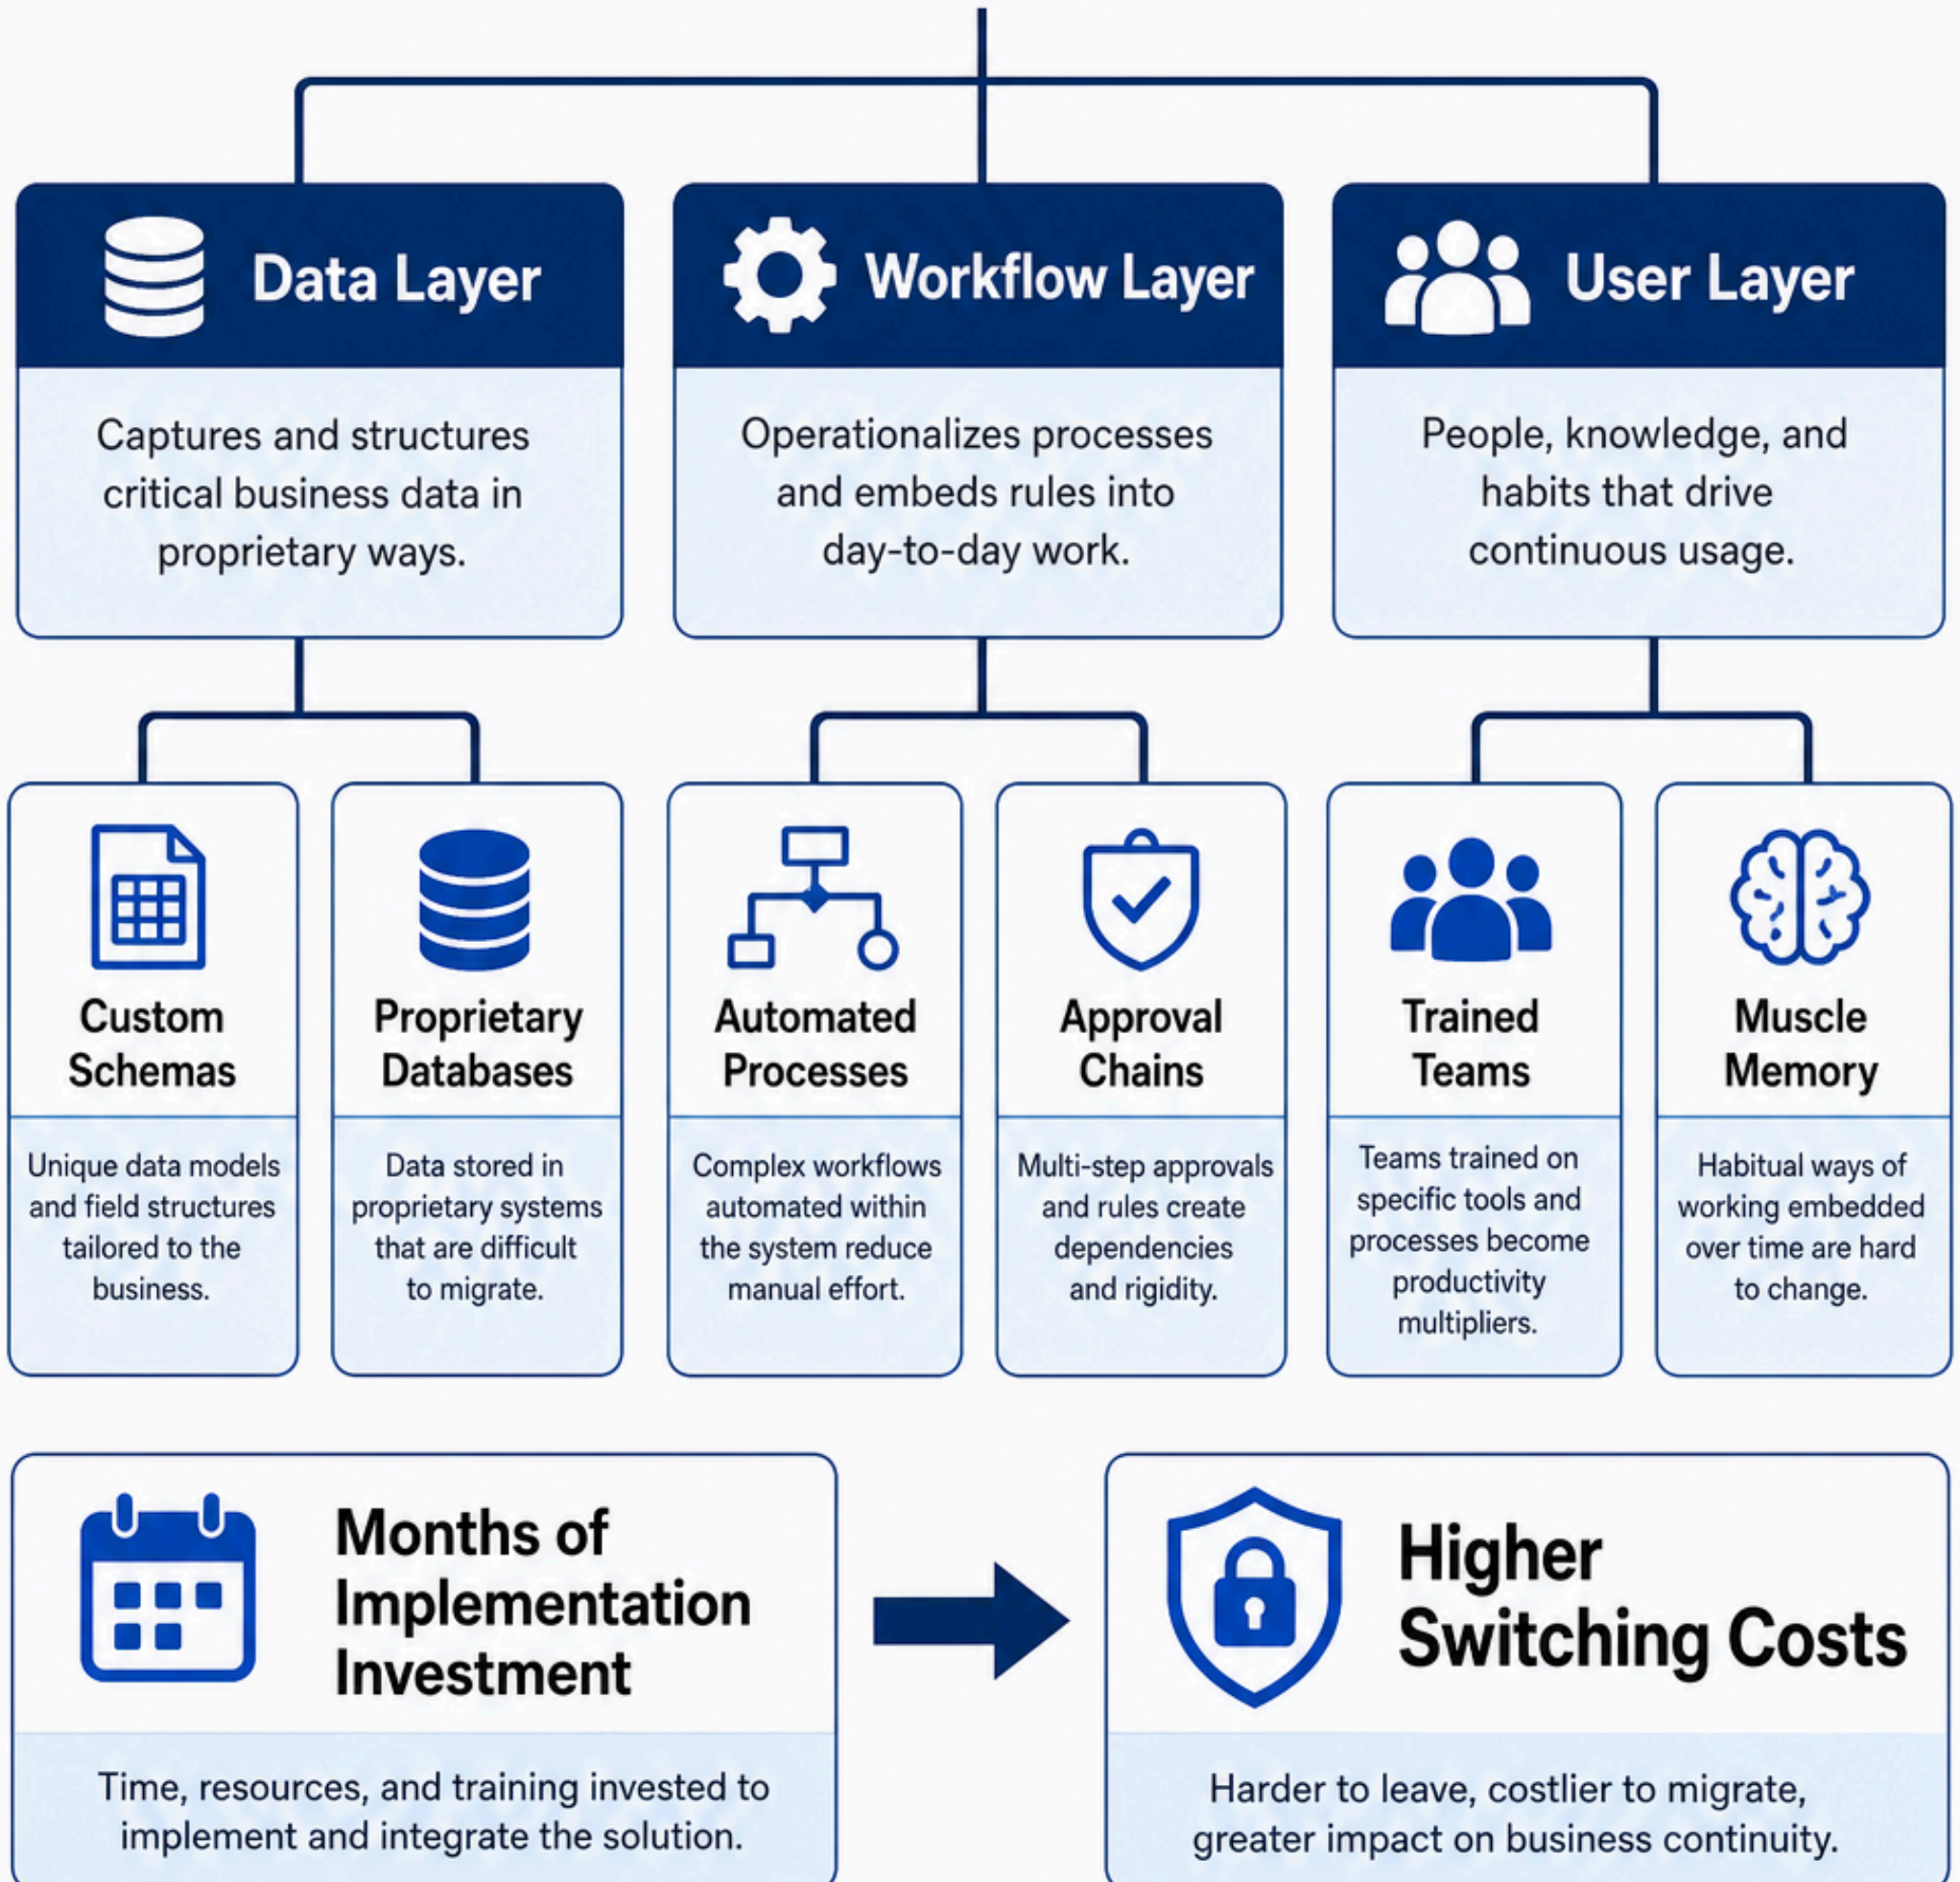 Data Layer
Captures and structures
critical business data in
proprietary ways.
Workflow Layer
Operationalizes processes
and embeds rules into
day-to-day work.
User Layer
People, knowledge, and
habits that drive
continuous usage.
Custom
Schemas
Unique data models
and field structures
tailored to the
business.
Proprietary
Databases
Data stored in
proprietary systems
that are difficult
to migrate.
Automated
Processes
Complex workflows
automated within
the system reduce
manual effort.
Approval
Chains
Multi-step approvals
and rules create
dependencies
and rigidity.
Trained
Teams
Teams trained on
specific tools and
processes become
productivity
multipliers.
Muscle
Memory
Habitual ways of
working embedded
over time are hard
to change.
Months of
Implementation
Investment
Time, resources, and training invested to
implement and integrate the solution.
Higher
Switching Costs
Harder to leave, costlier to migrate,
greater impact on business continuity.